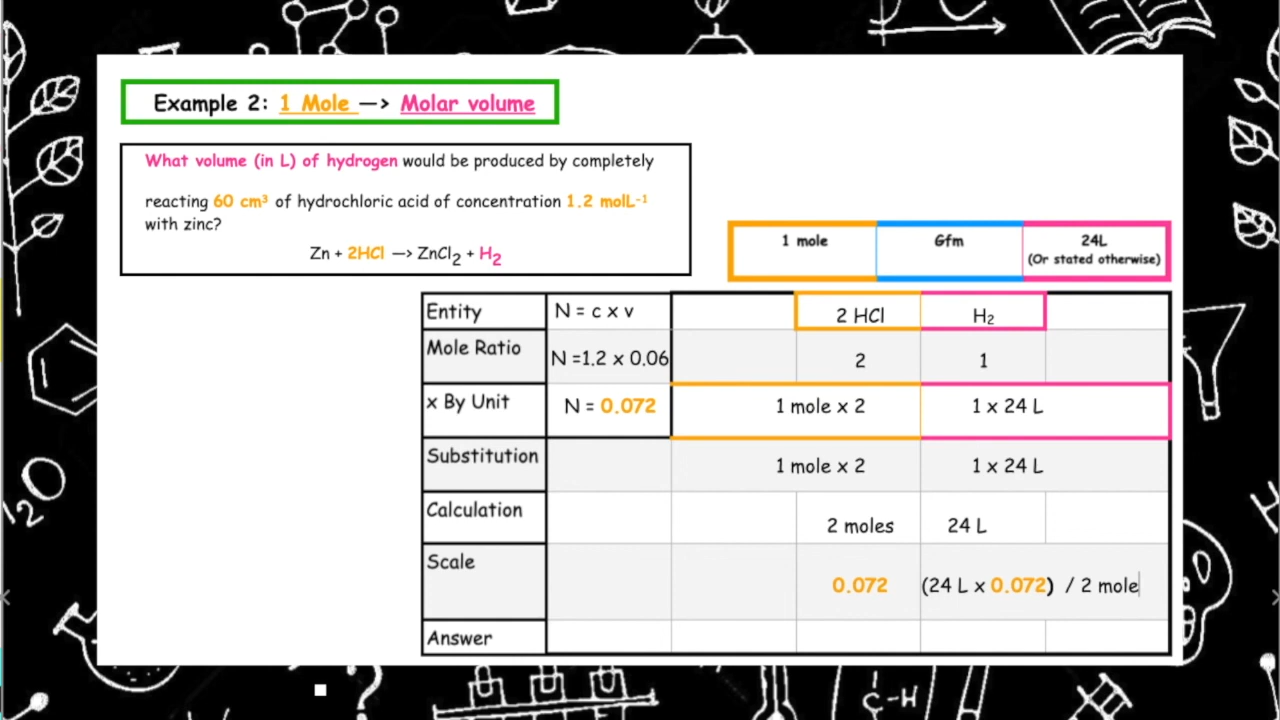 Example 2: 1 Mole —> Molar volume
What volume (in L) of hydrogen would be produced by completely
reacting 60 cm³ of hydrochloric acid of concentration 1.2 molL⁻¹
with zinc?
Zn + 2HCl —> ZnCl₂ + H₂
1 mole Gfm 24L
(Or stated otherwise)
Entity N = c x v 2 HCl H₂
Mole Ratio N =1.2 x 0.06 2 1
x By Unit N = 0.072 1 mole x 2 1 x 24 L
Substitution 1 mole x 2 1 x 24 L
Calculation 2 moles 24 L
Scale 0.072 (24 L x 0.072) / 2 mole
Answer
C-H